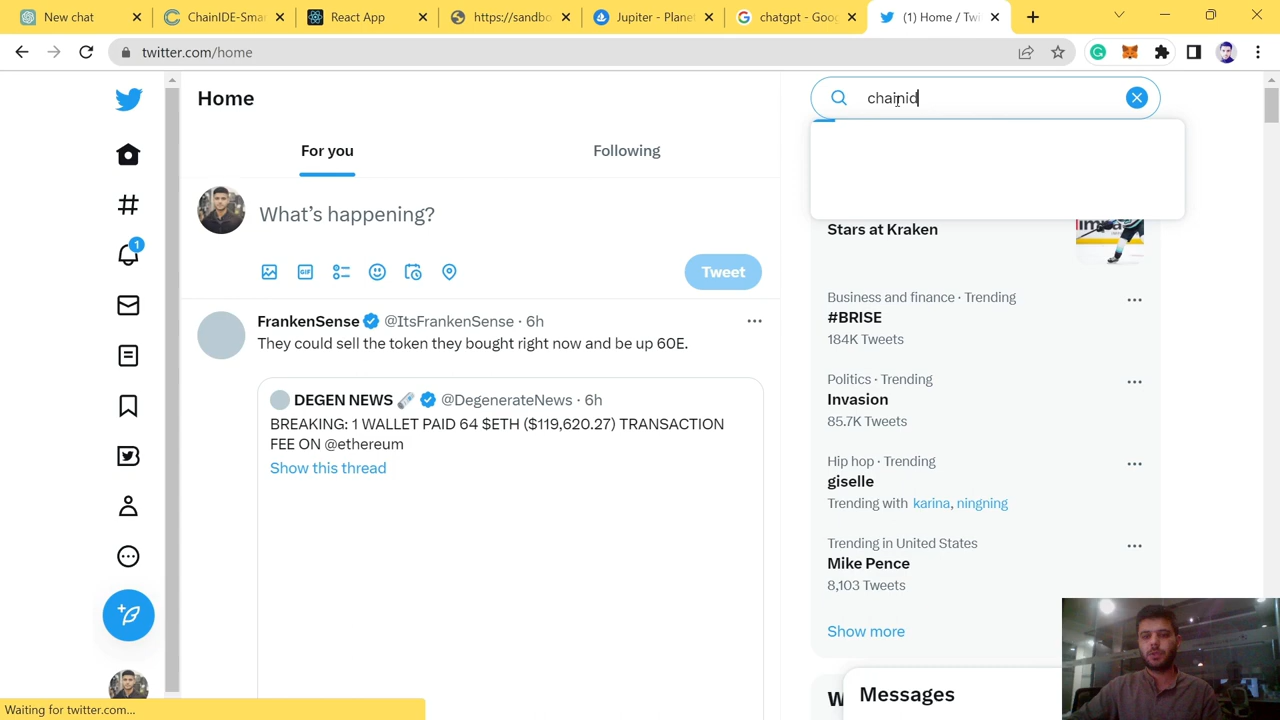 New chat
ChainIDE-Smar
React App
https://sandbo
Jupiter - Plane
chatgpt - Goog
(1) Home / Twi
twitter.com/home
Home
chainid
For you
Following
What's happening?
GIF
Tweet
1
FrankenSense @ItsFrankenSense · 6h
They could sell the token they bought right now and be up 60E.
DEGEN NEWS @DegenerateNews · 6h
BREAKING: 1 WALLET PAID 64 $ETH ($119,620.27) TRANSACTION
FEE ON @ethereum
Show this thread
Stars at Kraken
Business and finance · Trending
#BRISE
184K Tweets
Politics · Trending
Invasion
85.7K Tweets
Hip hop · Trending
giselle
Trending with karina, ningning
Trending in United States
Mike Pence
8,103 Tweets
Show more
Messages
Waiting for twitter.com...